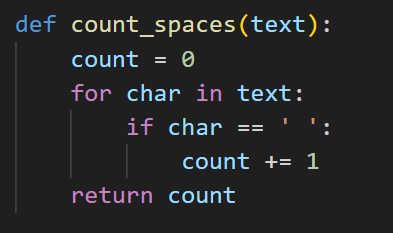 def count_spaces(text):
    count = 0
    for char in text:
        if char == ' ':
            count += 1
    return count